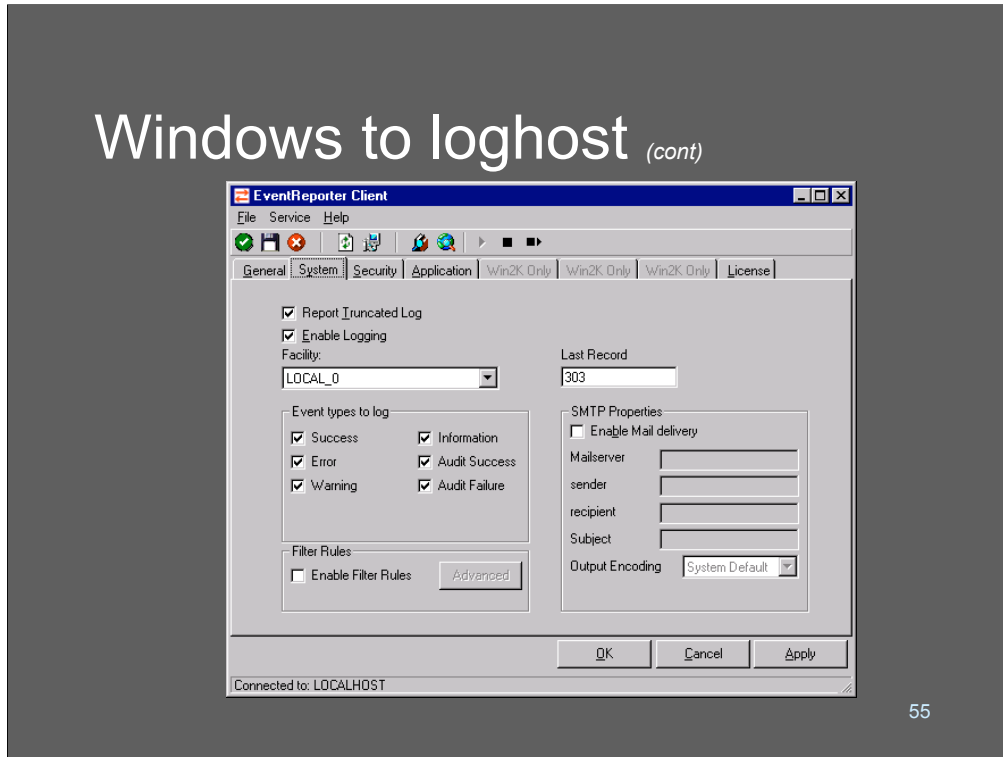 Windows to loghost (cont)
EventReporter Client
File Service Help
General System Security Application Win2K Only Win2K Only Win2K Only License
Report Truncated Log
Enable Logging
Facility:
LOCAL_0
Last Record
303
Event types to log
Success Information
Error Audit Success
Warning Audit Failure
Filter Rules
Enable Filter Rules Advanced
SMTP Properties
Enable Mail delivery
Mailserver
sender
recipient
Subject
Output Encoding System Default
OK Cancel Apply
Connected to: LOCALHOST
55